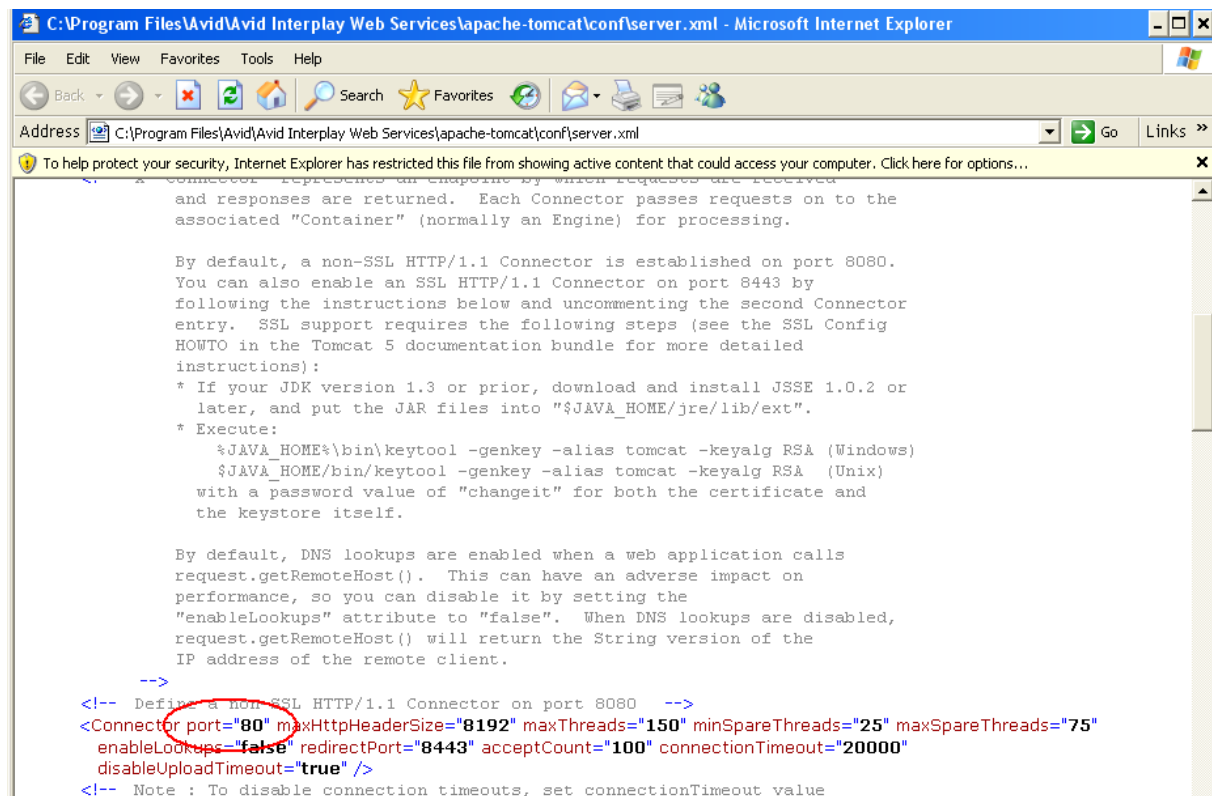 C:\Program Files\Avid\Avid Interplay Web Services\apache-tomcat\conf\server.xml - Microsoft Internet Explorer
File Edit View Favorites Tools Help
Back Search Favorites
Address C:\Program Files\Avid\Avid Interplay Web Services\apache-tomcat\conf\server.xml Go Links »
To help protect your security, Internet Explorer has restricted this file from showing active content that could access your computer. Click here for options...
<!-- A "Connector" represents an endpoint by which requests are received
and responses are returned. Each Connector passes requests on to the
associated "Container" (normally an Engine) for processing.
By default, a non-SSL HTTP/1.1 Connector is established on port 8080.
You can also enable an SSL HTTP/1.1 Connector on port 8443 by
following the instructions below and uncommenting the second Connector
entry. SSL support requires the following steps (see the SSL Config
HOWTO in the Tomcat 5 documentation bundle for more detailed
instructions):
* If your JDK version 1.3 or prior, download and install JSSE 1.0.2 or
later, and put the JAR files into "$JAVA_HOME/jre/lib/ext".
* Execute:
%JAVA_HOME%\bin\keytool -genkey -alias tomcat -keyalg RSA (Windows)
$JAVA_HOME/bin/keytool -genkey -alias tomcat -keyalg RSA (Unix)
with a password value of "changeit" for both the certificate and
the keystore itself.
By default, DNS lookups are enabled when a web application calls
request.getRemoteHost(). This can have an adverse impact on
performance, so you can disable it by setting the
"enableLookups" attribute to "false". When DNS lookups are disabled,
request.getRemoteHost() will return the String version of the
IP address of the remote client.
-->
<!-- Define a non-SSL HTTP/1.1 Connector on port 8080 -->
<Connector port="80" maxHttpHeaderSize="8192" maxThreads="150" minSpareThreads="25" maxSpareThreads="75"
enableLookups="false" redirectPort="8443" acceptCount="100" connectionTimeout="20000"
disableUploadTimeout="true" />
<!-- Note : To disable connection timeouts, set connectionTimeout value